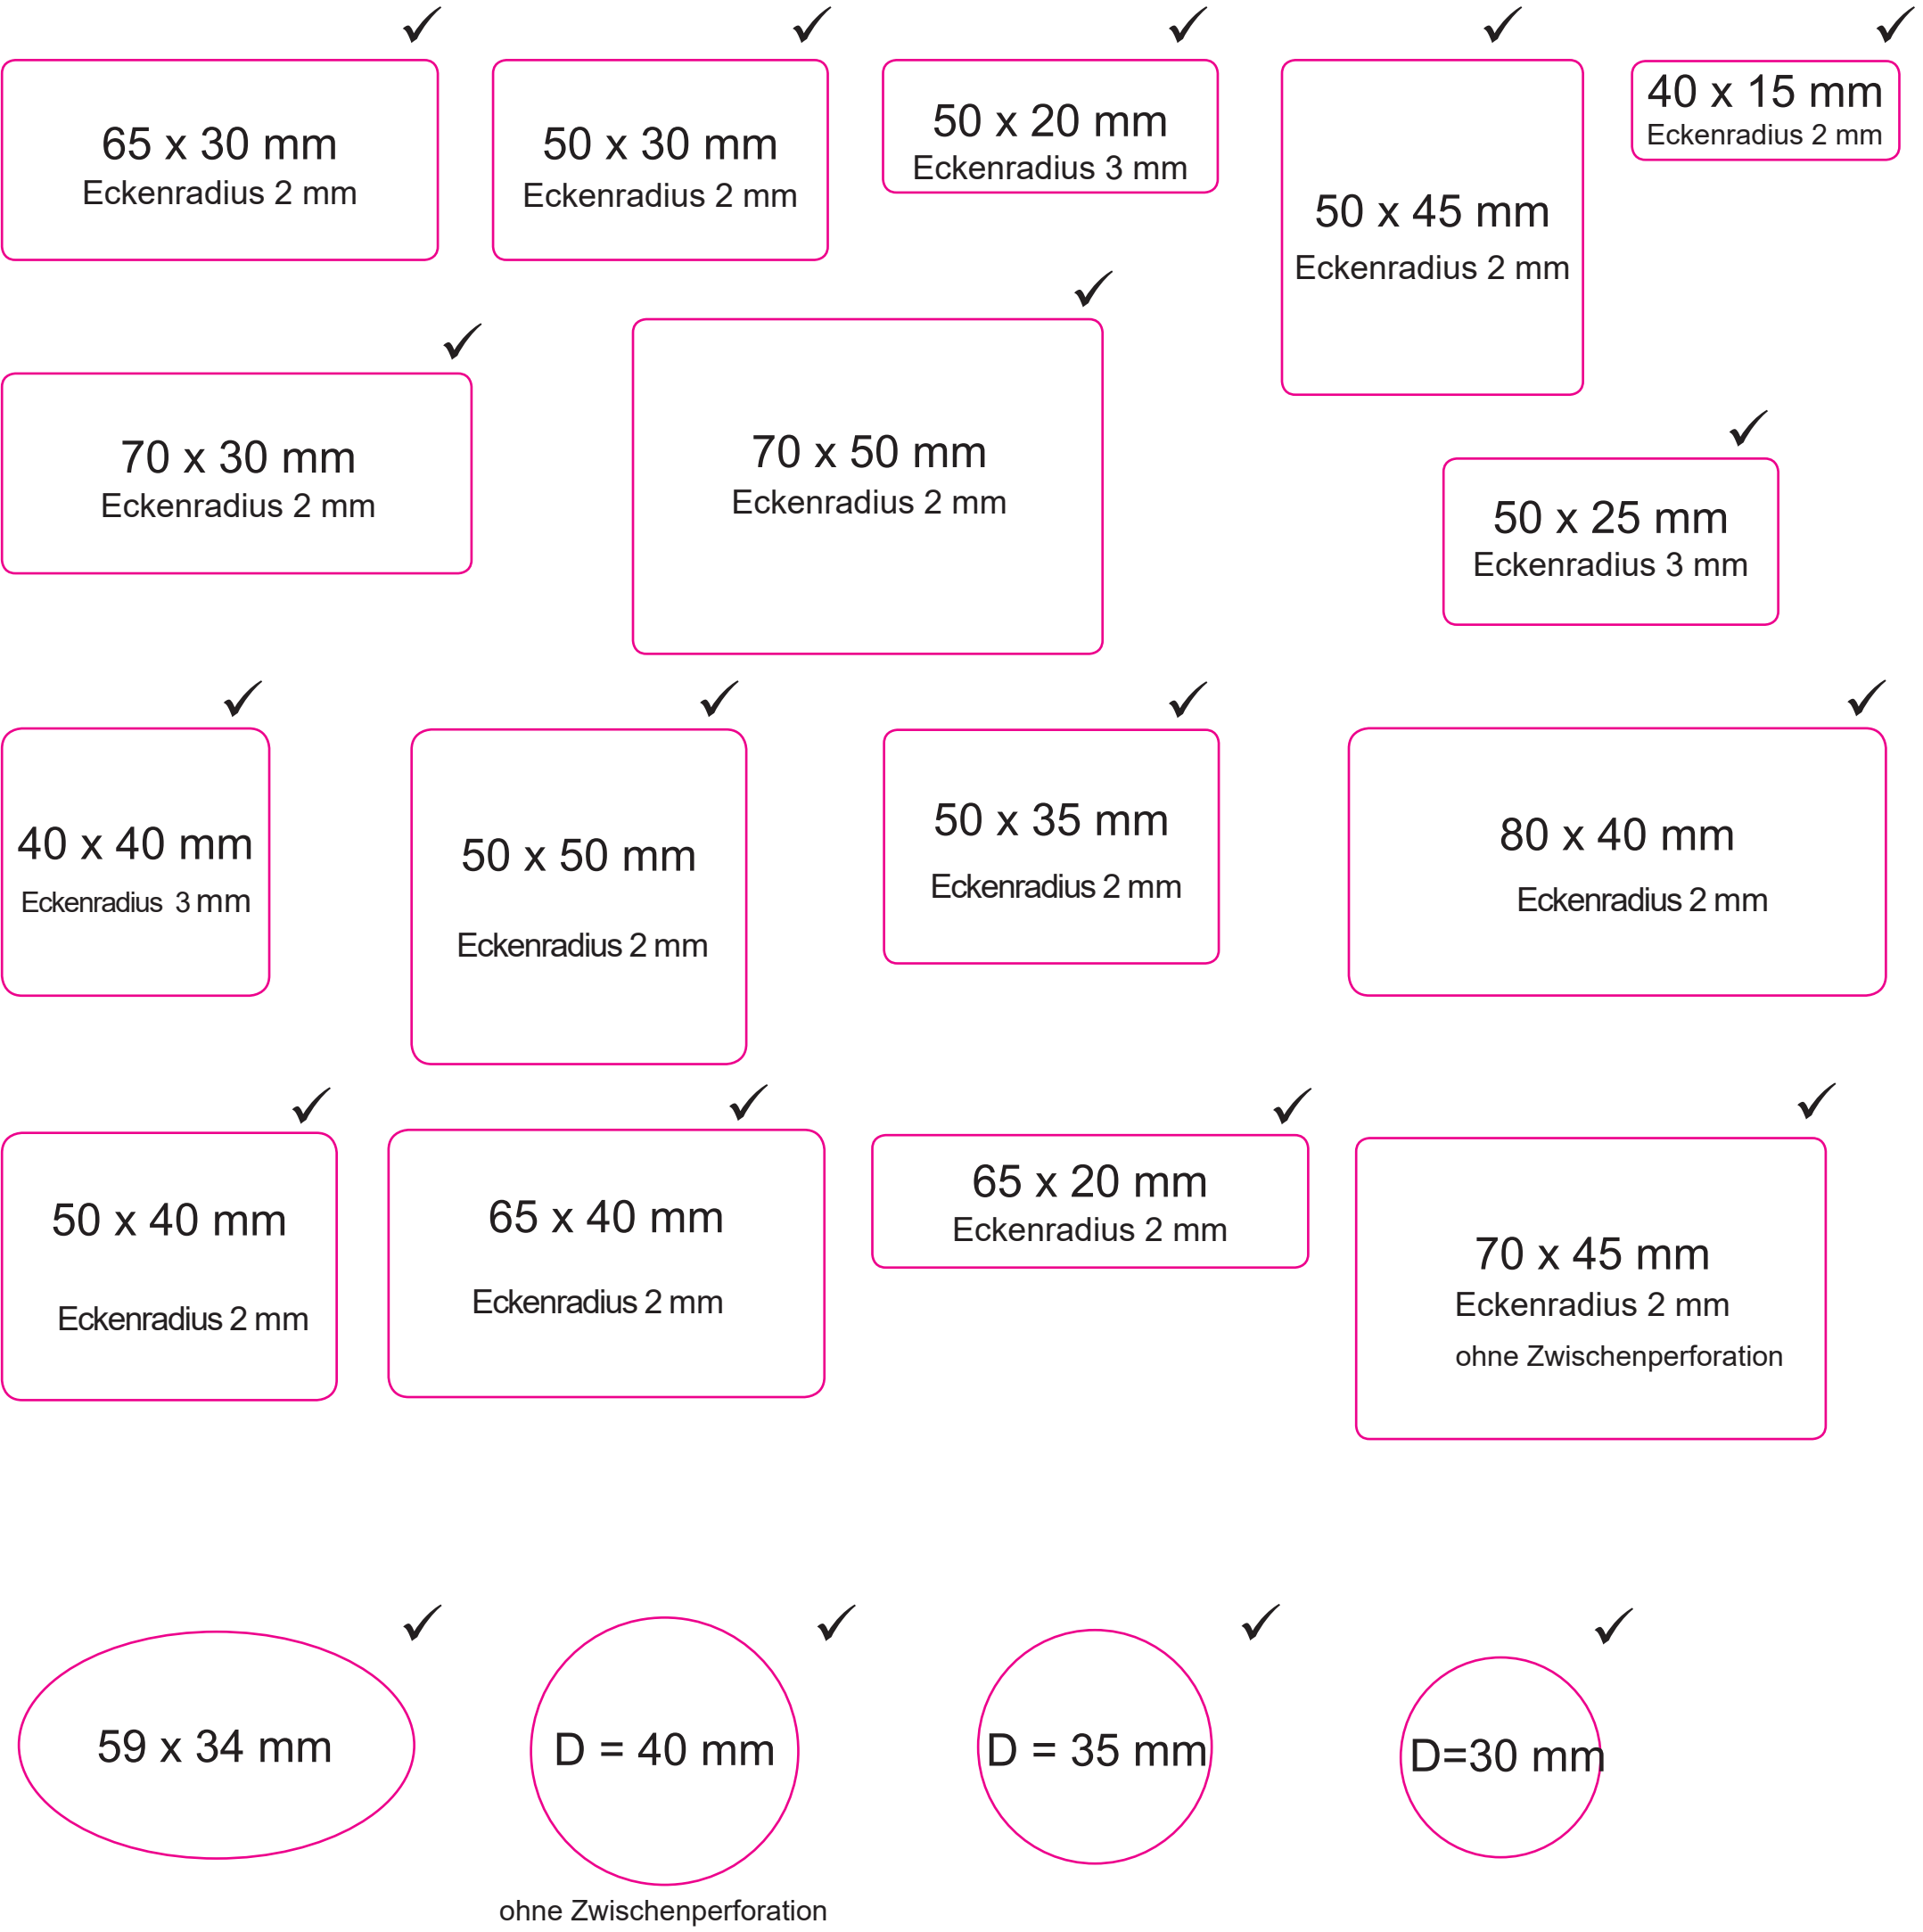 65 x 30 mm
Eckenradius 2 mm
50 x 30 mm
Eckenradius 2 mm
50 x 20 mm
Eckenradius 3 mm
50 x 45 mm
Eckenradius 2 mm
40 x 15 mm
Eckenradius 2 mm
70 x 30 mm
Eckenradius 2 mm
70 x 50 mm
Eckenradius 2 mm
50 x 25 mm
Eckenradius 3 mm
40 x 40 mm
Eckenradius 3 mm
50 x 50 mm
Eckenradius 2 mm
50 x 35 mm
Eckenradius 2 mm
80 x 40 mm
Eckenradius 2 mm
50 x 40 mm
Eckenradius 2 mm
65 x 40 mm
Eckenradius 2 mm
65 x 20 mm
Eckenradius 2 mm
70 x 45 mm
Eckenradius 2 mm
ohne Zwischenperforation
59 x 34 mm
D = 40 mm
ohne Zwischenperforation
D = 35 mm
D=30 mm